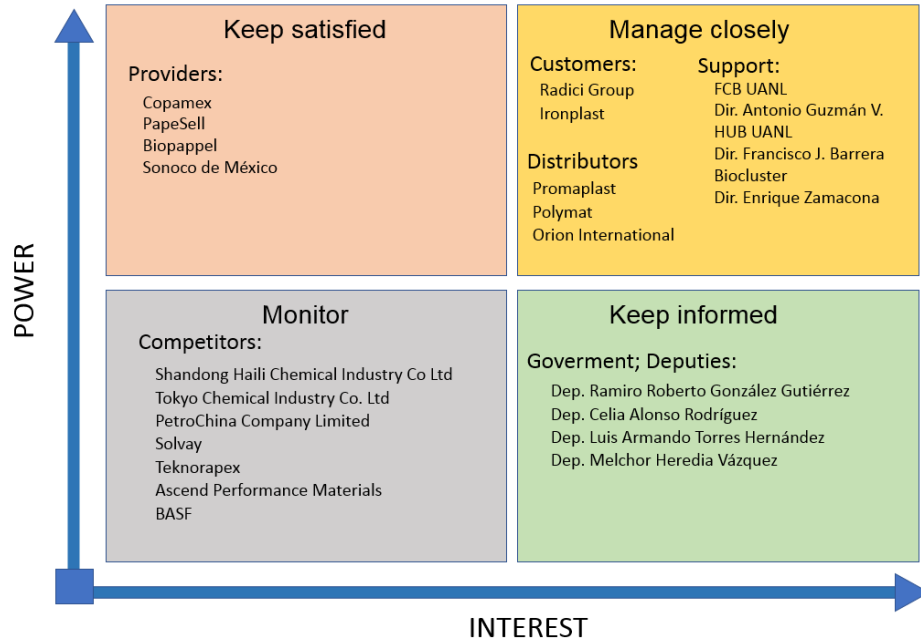 Keep satisfied
Providers:
Copamex
PapeSell
Biopappel
Sonoco de México
Manage closely
Customers:
Radici Group
Ironplast
Distributors
Promaplast
Polymat
Orion International
Support:
FCB UANL
Dir. Antonio Guzmán V.
HUB UANL
Dir. Francisco J. Barrera
Biocluster
Dir. Enrique Zamacona
POWER
Monitor
Competitors:
Shandong Haili Chemical Industry Co Ltd
Tokyo Chemical Industry Co. Ltd
PetroChina Company Limited
Solvay
Teknorapex
Ascend Performance Materials
BASF
Keep informed
Goverment; Deputies:
Dep. Ramiro Roberto González Gutiérrez
Dep. Celia Alonso Rodríguez
Dep. Luis Armando Torres Hernández
Dep. Melchor Heredia Vázquez
INTEREST